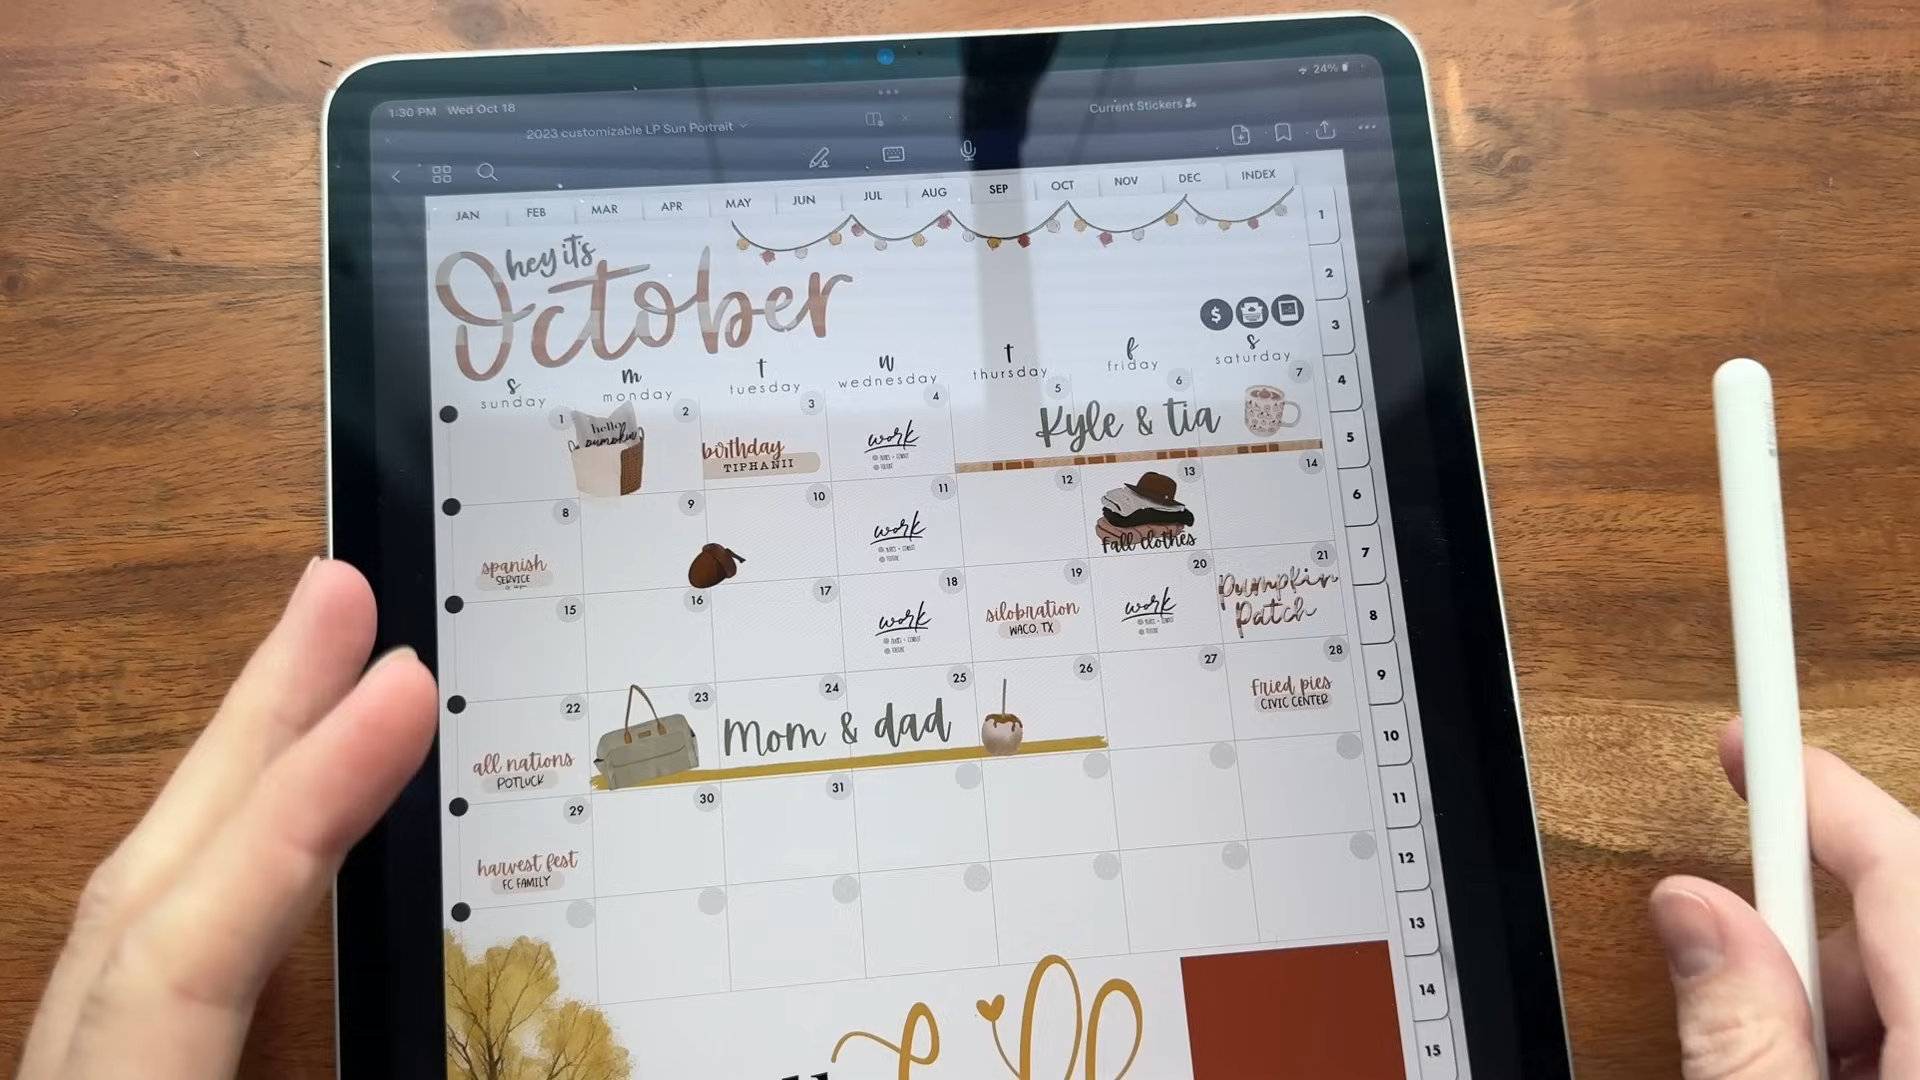 1:30 PM Wed Oct 18
24%
2023 customizable LP Sun Portrait
Current Stickers
JAN FEB MAR APR MAY JUN JUL AUG SEP OCT NOV DEC INDEX
hey it's
October
$
s m t w t f s
sunday monday tuesday wednesday thursday friday saturday
1 2 3 4 5 6 7
hello
pumpkin
birthday
TIPHANII
work
Kyle & tia
8 9 10 11 12 13 14
spanish
SERVICE
work
Fall clothes
15 16 17 18 19 20 21
work
silobration
WACO, TX
work
Pumpkin
Patch
22 23 24 25 26 27 28
all nations
POTLUCK
Mom & dad
Fried pies
CIVIC CENTER
29 30 31
harvest fest
FC FAMILY
1
2
3
4
5
6
7
8
9
10
11
12
13
14
15